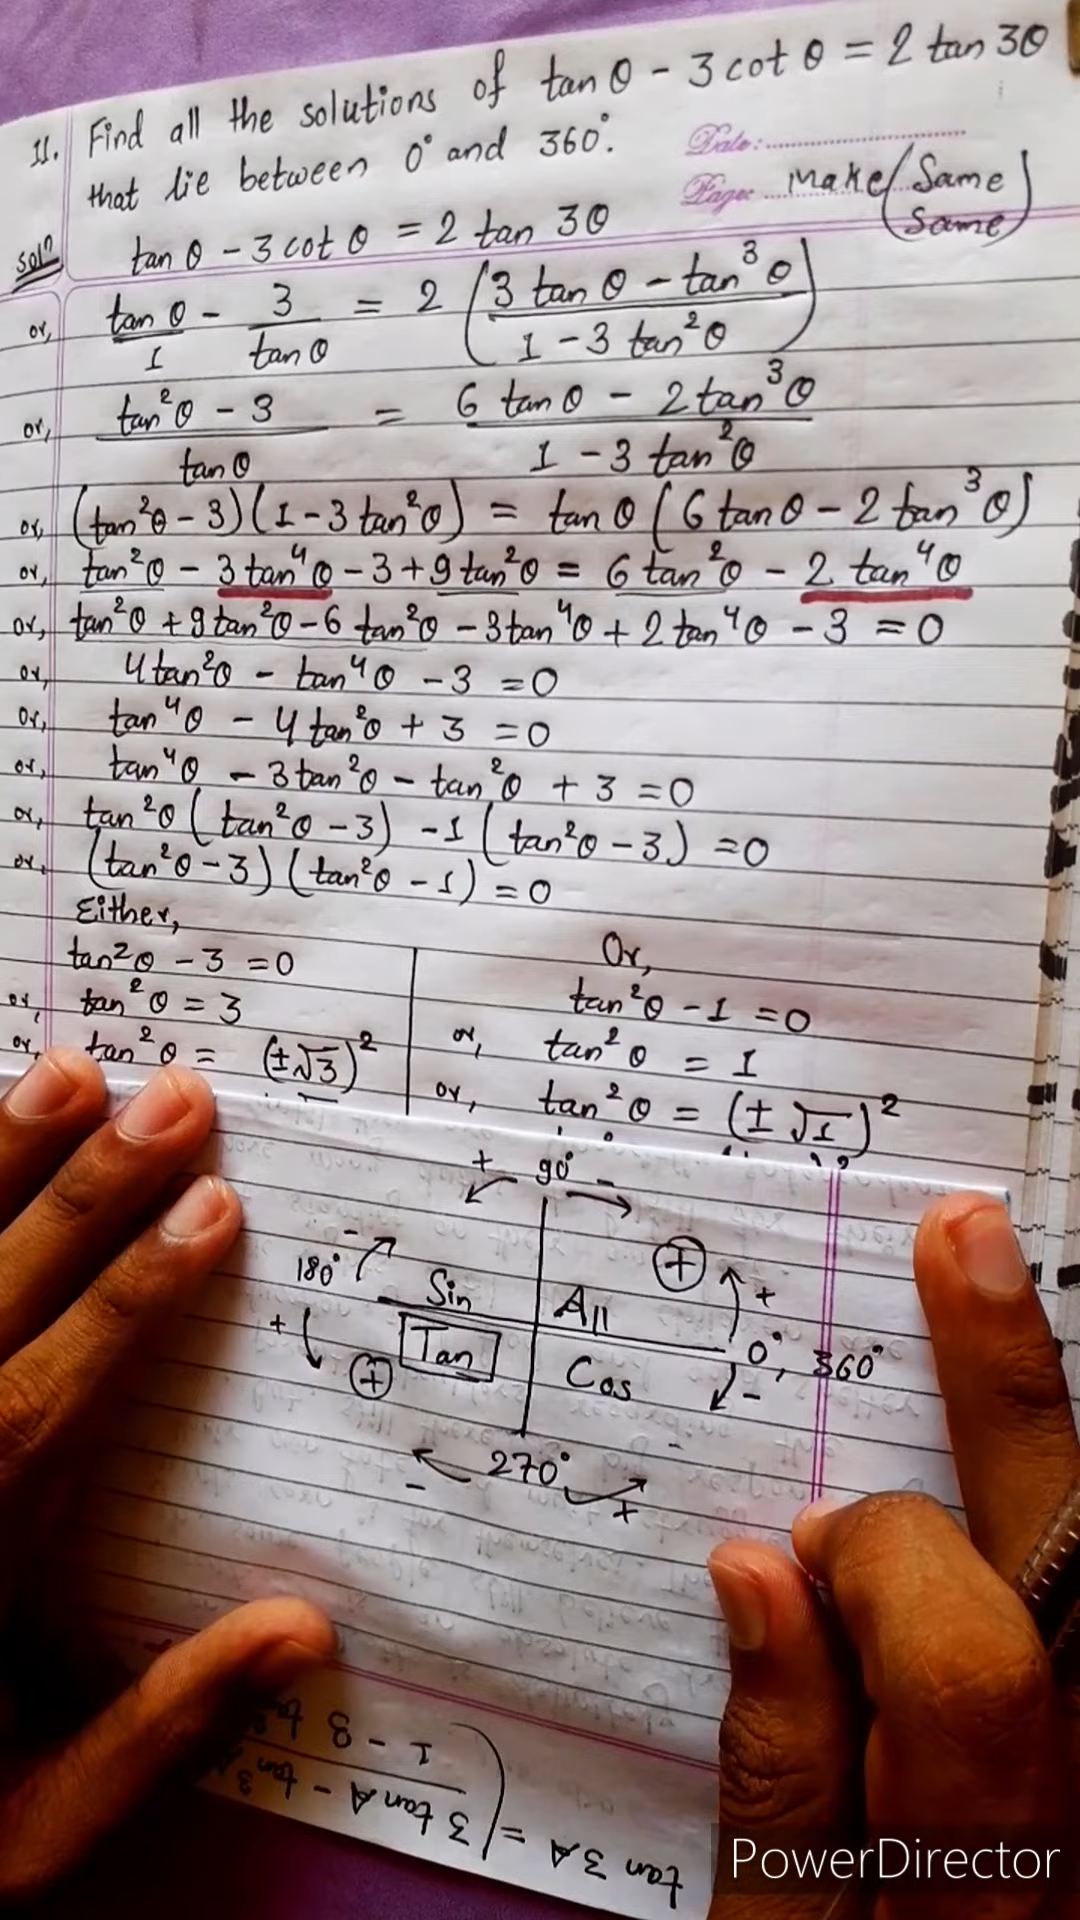 11. Find all the solutions of tan θ - 3 cot θ = 2 tan 3θ
that lie between 0° and 360°.
Date:
Page: Make (Same
Same)
Solⁿ tan θ - 3 cot θ = 2 tan 3θ
or, tan θ/1 - 3/tan θ = 2 (3 tan θ - tan³θ / 1 - 3 tan²θ)
or, tan²θ - 3 / tan θ = 6 tan θ - 2 tan³θ / 1 - 3 tan²θ
or, (tan²θ - 3)(1 - 3 tan²θ) = tan θ (6 tan θ - 2 tan³θ)
or, tan²θ - 3 tan⁴θ - 3 + 9 tan²θ = 6 tan²θ - 2 tan⁴θ
or, tan²θ + 9 tan²θ - 6 tan²θ - 3 tan⁴θ + 2 tan⁴θ - 3 = 0
or, 4 tan²θ - tan⁴θ - 3 = 0
or, tan⁴θ - 4 tan²θ + 3 = 0
or, tan⁴θ - 3 tan²θ - tan²θ + 3 = 0
or, tan²θ (tan²θ - 3) - 1 (tan²θ - 3) = 0
or, (tan²θ - 3) (tan²θ - 1) = 0
Either,
tan²θ - 3 = 0
or, tan²θ = 3
or, tan²θ = (±√3)²
Or,
tan²θ - 1 = 0
or, tan²θ = 1
or, tan²θ = (±√1)²
+ 90° -
180° - Sin All + +
+ + Tan Cos 0°, 360° -
- 270° +
tan 3A = (3 tan A - tan³ / 1 - 3
PowerDirector